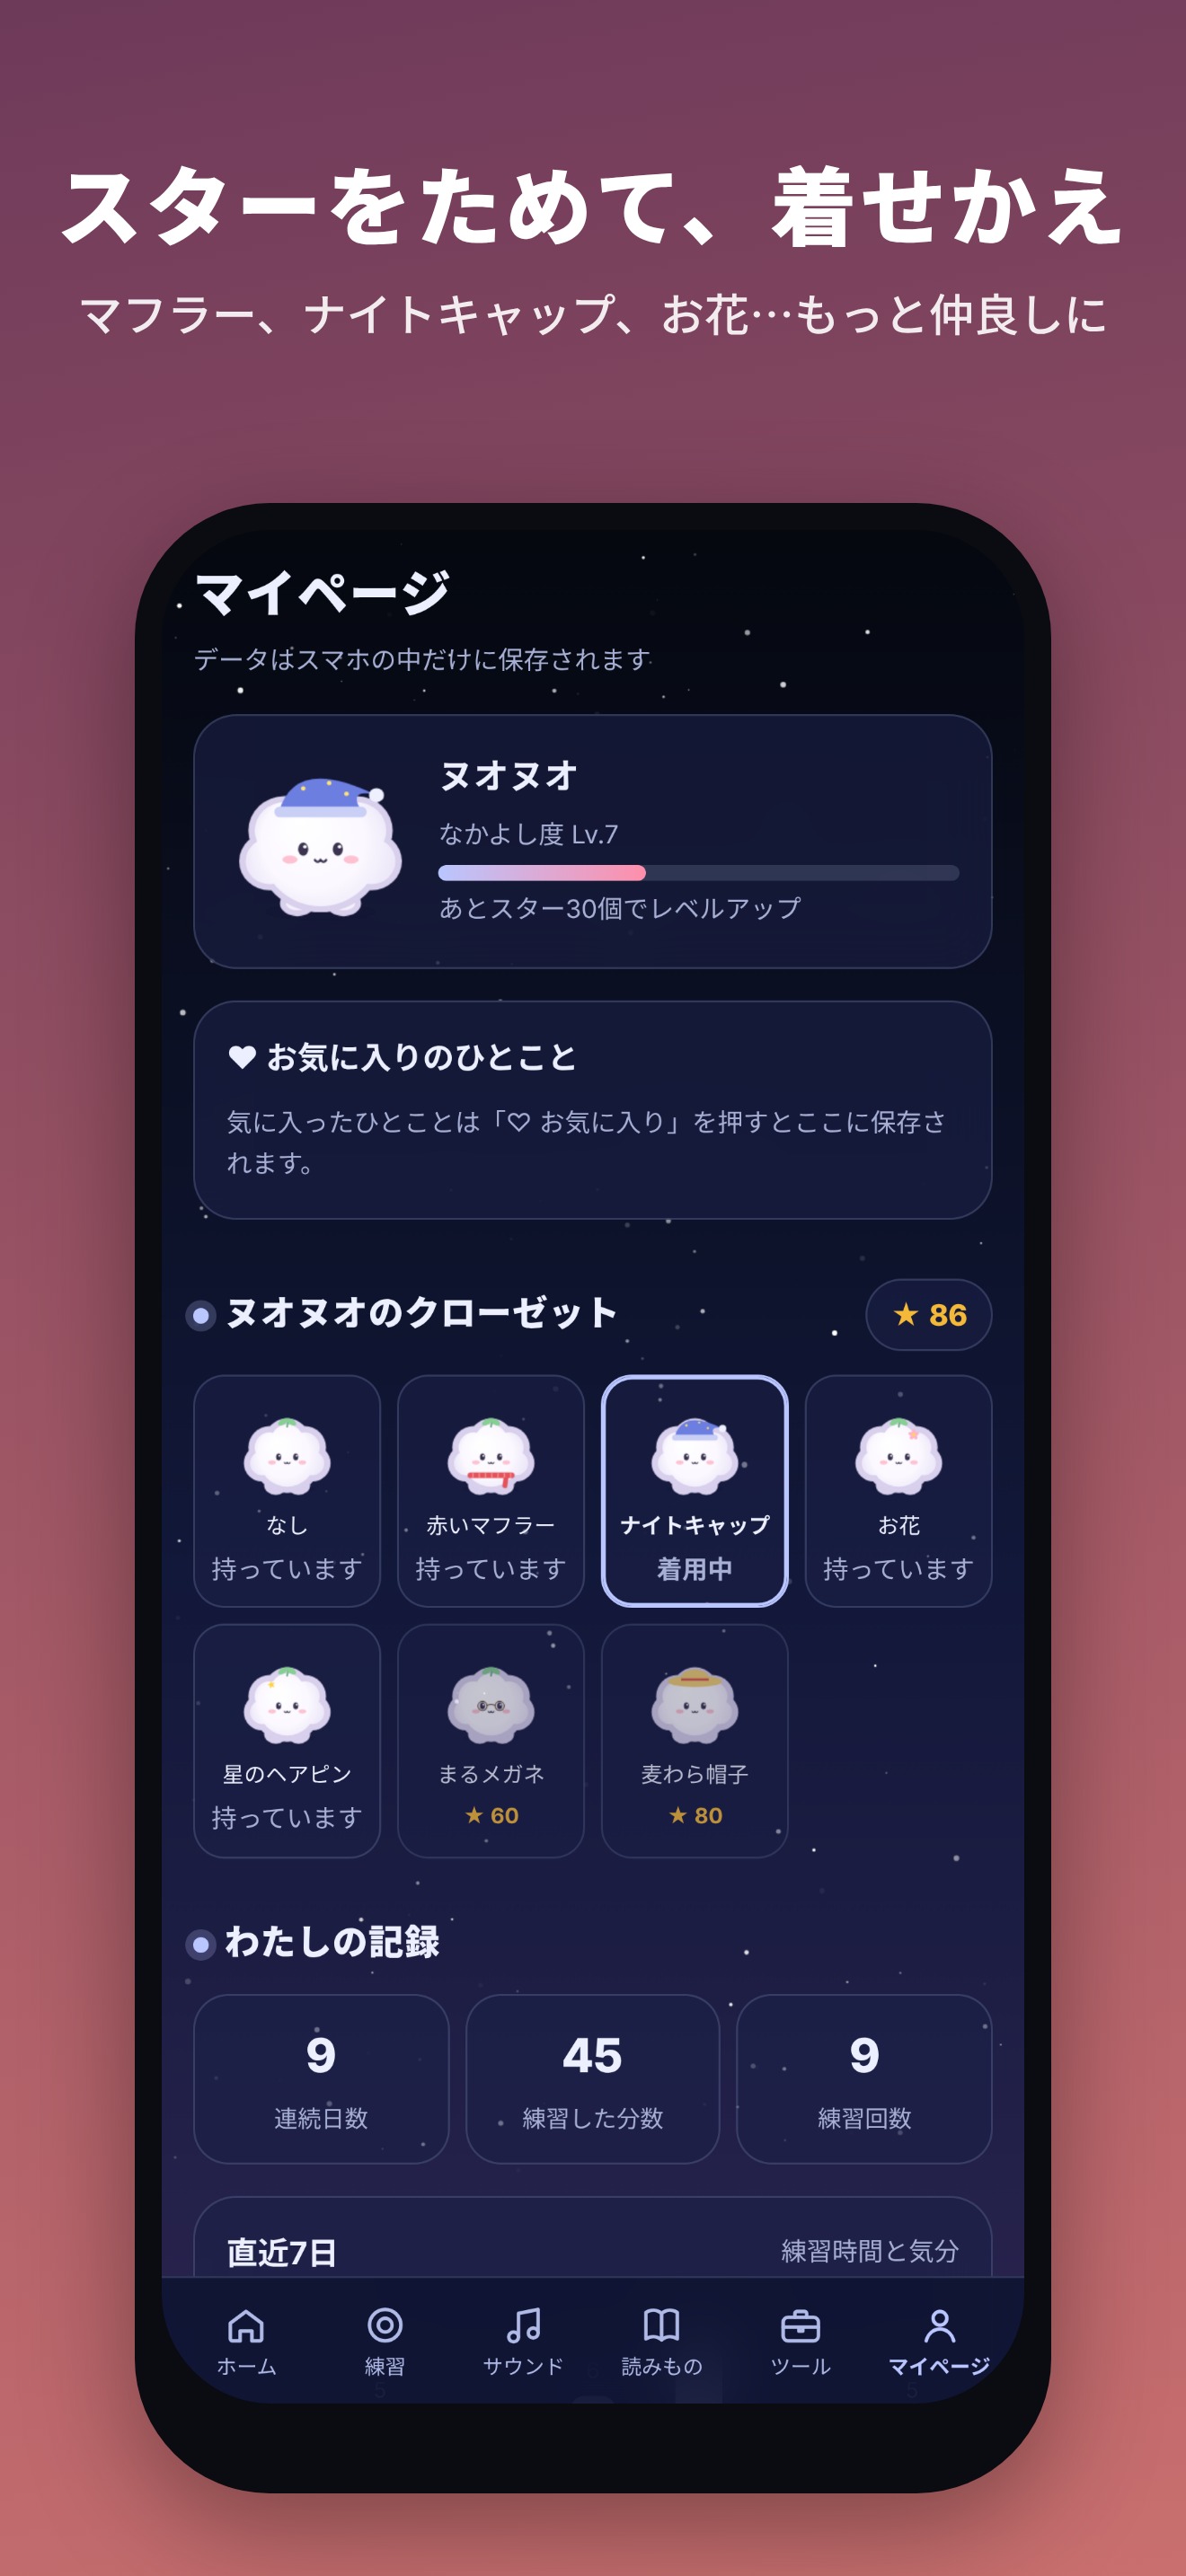 スターをためて、着せかえ
マフラー、ナイトキャップ、お花…もっと仲良しに
マイページ
データはスマホの中だけに保存されます
ヌオヌオ
なかよし度 Lv.7
あとスター30個でレベルアップ
♥ お気に入りのひとこと
気に入ったひとことは「♡ お気に入り」を押すとここに保存さ
れます。
ヌオヌオのクローゼット
★ 86
なし
持っています
赤いマフラー
持っています
ナイトキャップ
着用中
お花
持っています
星のヘアピン
持っています
まるメガネ
★ 60
麦わら帽子
★ 80
わたしの記録
9
連続日数
45
練習した分数
9
練習回数
直近7日
練習時間と気分
ホーム
練習
サウンド
読みもの
ツール
マイページ
5
5